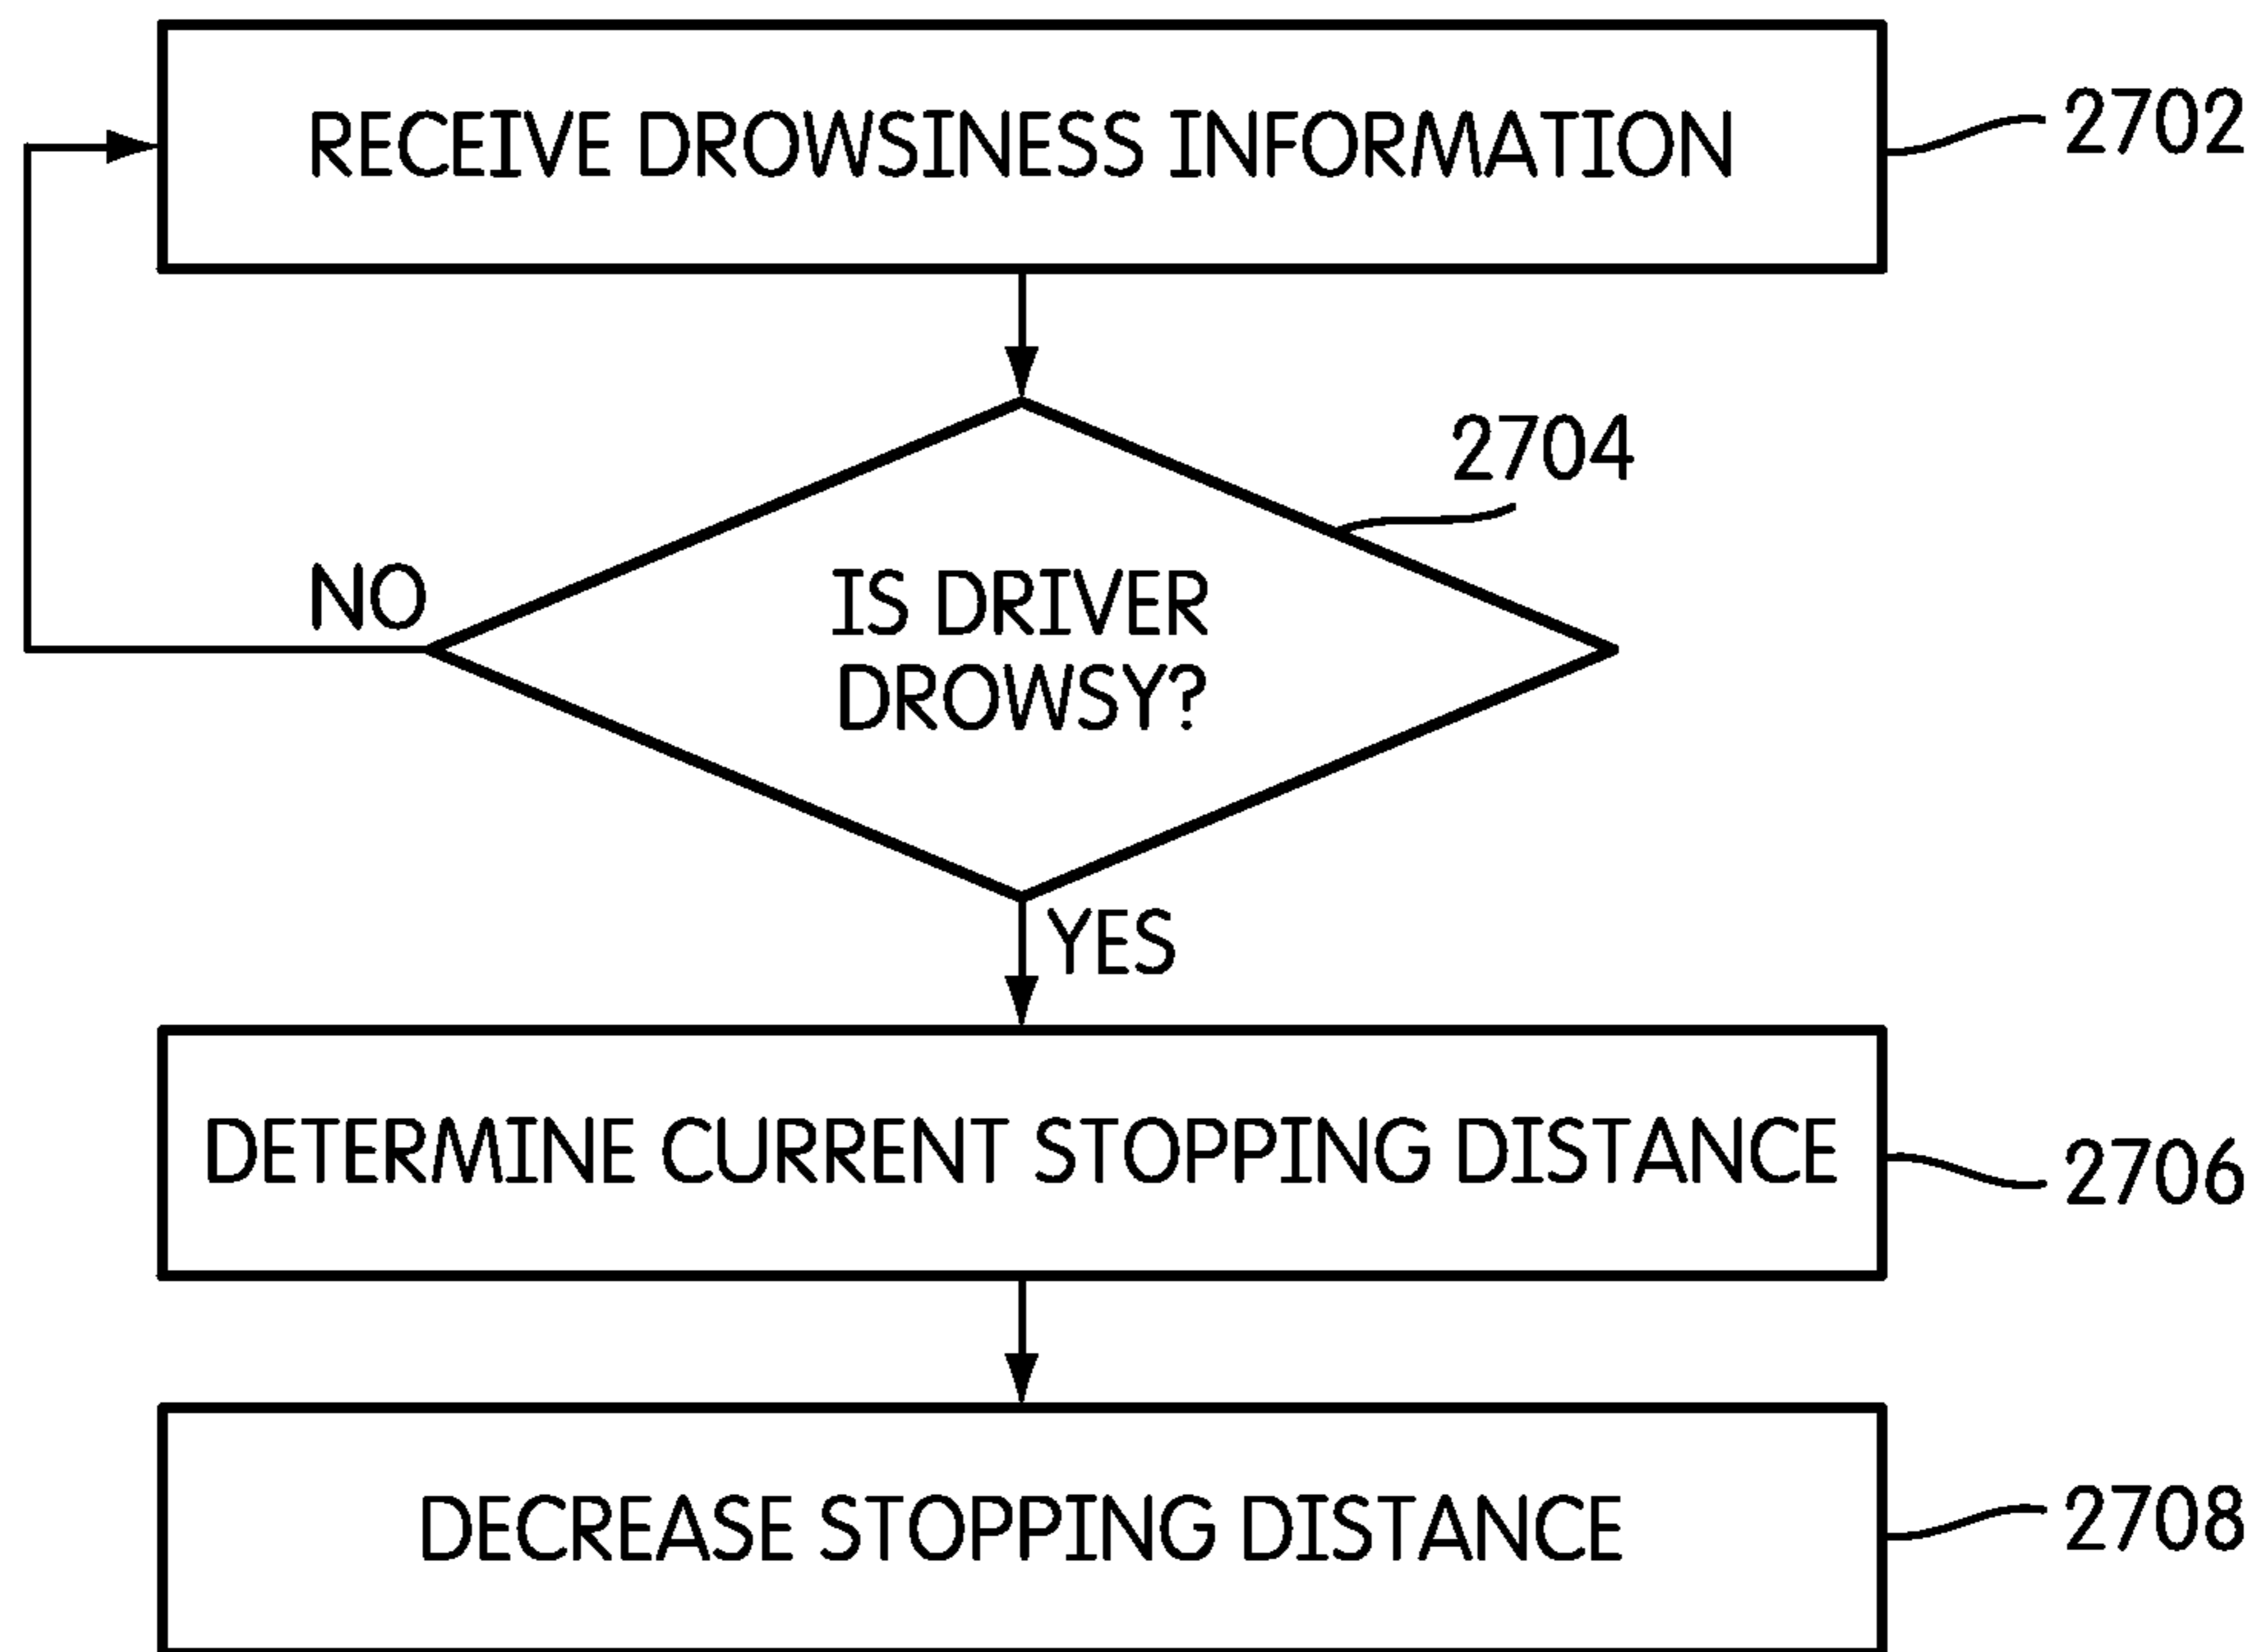 RECEIVE DROWSINESS INFORMATION
2702
2704
NO
IS DRIVER
DROWSY?
YES
DETERMINE CURRENT STOPPING DISTANCE
2706
DECREASE STOPPING DISTANCE
2708